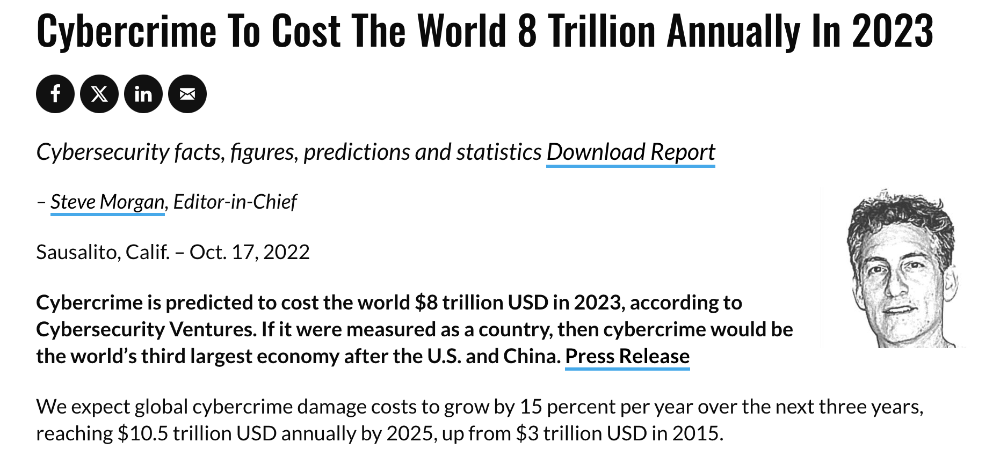 Cybercrime To Cost The World 8 Trillion Annually In 2023
f X in
Cybersecurity facts, figures, predictions and statistics Download Report
– Steve Morgan, Editor-in-Chief
Sausalito, Calif. – Oct. 17, 2022
Cybercrime is predicted to cost the world $8 trillion USD in 2023, according to
Cybersecurity Ventures. If it were measured as a country, then cybercrime would be
the world’s third largest economy after the U.S. and China. Press Release
We expect global cybercrime damage costs to grow by 15 percent per year over the next three years,
reaching $10.5 trillion USD annually by 2025, up from $3 trillion USD in 2015.